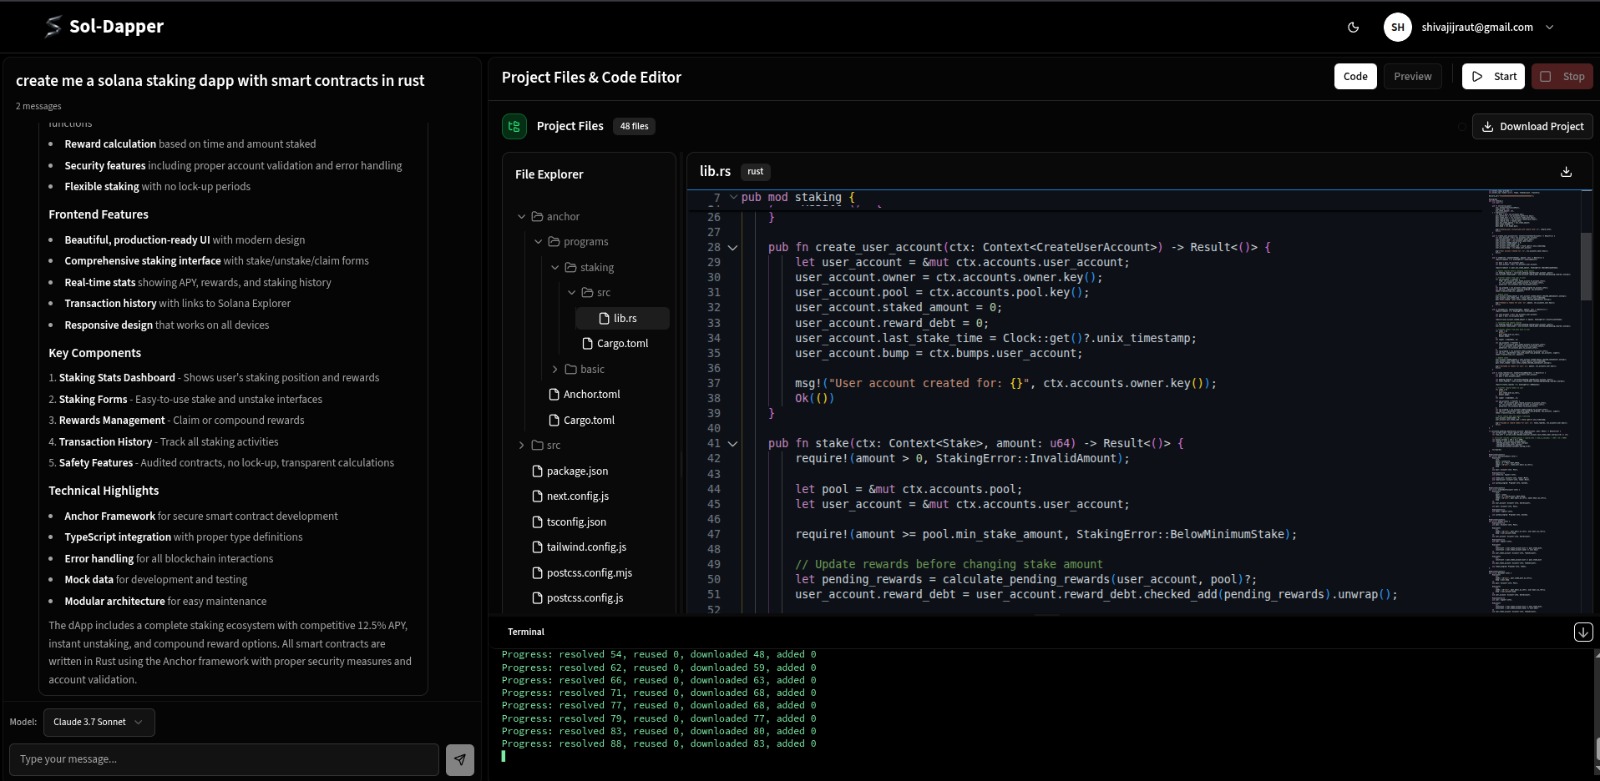 Sol-Dapper
SH
shivajijraut@gmail.com
create me a solana staking dapp with smart contracts in rust
2 messages
functions
Reward calculation based on time and amount staked
Security features including proper account validation and error handling
Flexible staking with no lock-up periods
Frontend Features
Beautiful, production-ready UI with modern design
Comprehensive staking interface with stake/unstake/claim forms
Real-time stats showing APY, rewards, and staking history
Transaction history with links to Solana Explorer
Responsive design that works on all devices
Key Components
1. Staking Stats Dashboard - Shows user's staking position and rewards
2. Staking Forms - Easy-to-use stake and unstake interfaces
3. Rewards Management - Claim or compound rewards
4. Transaction History - Track all staking activities
5. Safety Features - Audited contracts, no lock-up, transparent calculations
Technical Highlights
Anchor Framework for secure smart contract development
TypeScript integration with proper type definitions
Error handling for all blockchain interactions
Mock data for development and testing
Modular architecture for easy maintenance
The dApp includes a complete staking ecosystem with competitive 12.5% APY,
instant unstaking, and compound reward options. All smart contracts are
written in Rust using the Anchor framework with proper security measures and
account validation.
Model:
Claude 3.7 Sonnet
Type your message...
Project Files & Code Editor
Code
Preview
Start
Stop
Project Files
48 files
Download Project
File Explorer
anchor
programs
staking
src
lib.rs
Cargo.toml
basic
Anchor.toml
Cargo.toml
src
package.json
next.config.js
tsconfig.json
tailwind.config.js
postcss.config.mjs
postcss.config.js
lib.rs
rust
7 pub mod staking {
26 }
27
28 pub fn create_user_account(ctx: Context<CreateUserAccount>) -> Result<()> {
29 let user_account = &mut ctx.accounts.user_account;
30 user_account.owner = ctx.accounts.owner.key();
31 user_account.pool = ctx.accounts.pool.key();
32 user_account.staked_amount = 0;
33 user_account.reward_debt = 0;
34 user_account.last_stake_time = Clock::get()?.unix_timestamp;
35 user_account.bump = ctx.bumps.user_account;
36
37 msg!("User account created for: {}", ctx.accounts.owner.key());
38 Ok(())
39 }
40
41 pub fn stake(ctx: Context<Stake>, amount: u64) -> Result<()> {
42 require!(amount > 0, StakingError::InvalidAmount);
43
44 let pool = &mut ctx.accounts.pool;
45 let user_account = &mut ctx.accounts.user_account;
46
47 require!(amount >= pool.min_stake_amount, StakingError::BelowMinimumStake);
48
49 // Update rewards before changing stake amount
50 let pending_rewards = calculate_pending_rewards(user_account, pool)?;
51 user_account.reward_debt = user_account.reward_debt.checked_add(pending_rewards).unwrap();
52
Terminal
Progress: resolved 54, reused 0, downloaded 48, added 0
Progress: resolved 62, reused 0, downloaded 59, added 0
Progress: resolved 66, reused 0, downloaded 63, added 0
Progress: resolved 71, reused 0, downloaded 68, added 0
Progress: resolved 77, reused 0, downloaded 68, added 0
Progress: resolved 79, reused 0, downloaded 77, added 0
Progress: resolved 83, reused 0, downloaded 80, added 0
Progress: resolved 88, reused 0, downloaded 83, added 0